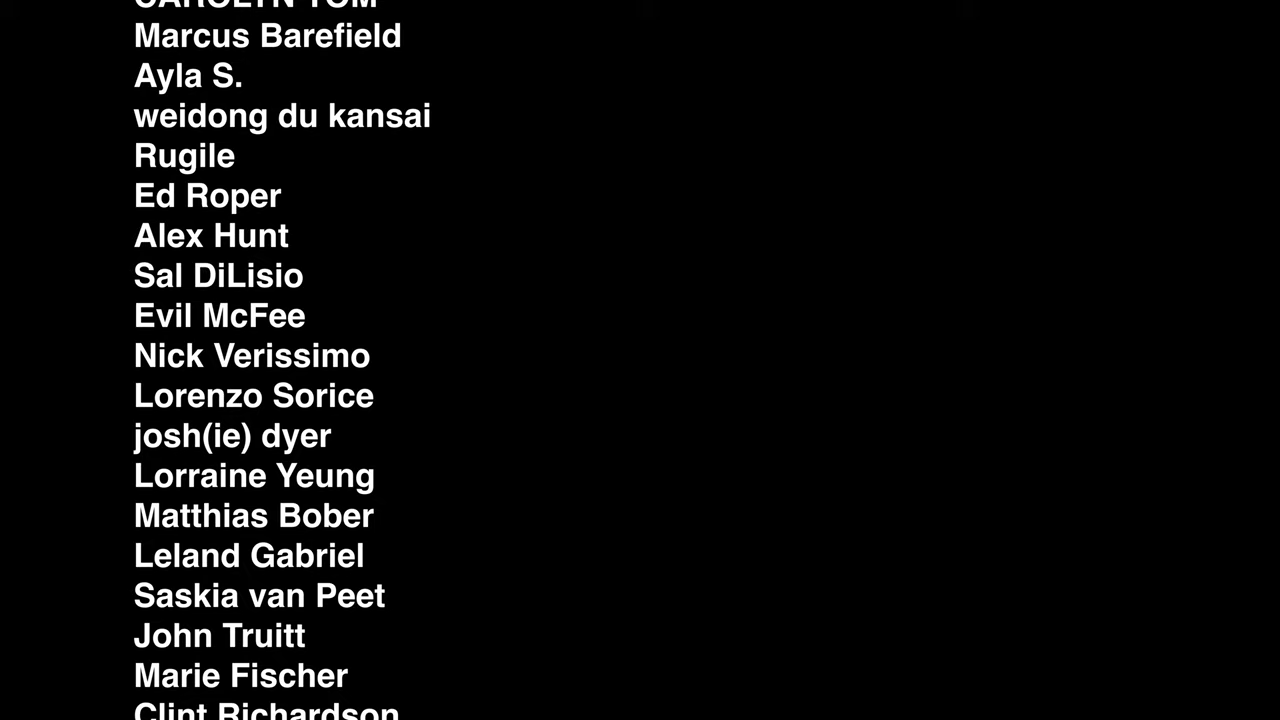 CAROLYN TOM
Marcus Barefield
Ayla S.
weidong du kansai
Rugile
Ed Roper
Alex Hunt
Sal DiLisio
Evil McFee
Nick Verissimo
Lorenzo Sorice
josh(ie) dyer
Lorraine Yeung
Matthias Bober
Leland Gabriel
Saskia van Peet
John Truitt
Marie Fischer
Clint Richardson